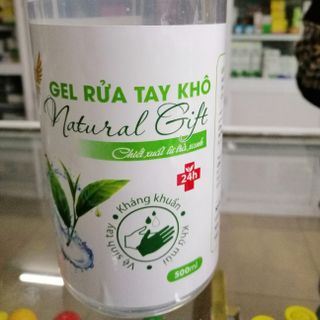 GEL RỬA TAY KHÔ
Natural Gift
Chiết xuất từ trà xanh
24h
Kháng khuẩn
Vệ sinh tay
Khử mùi
500ml